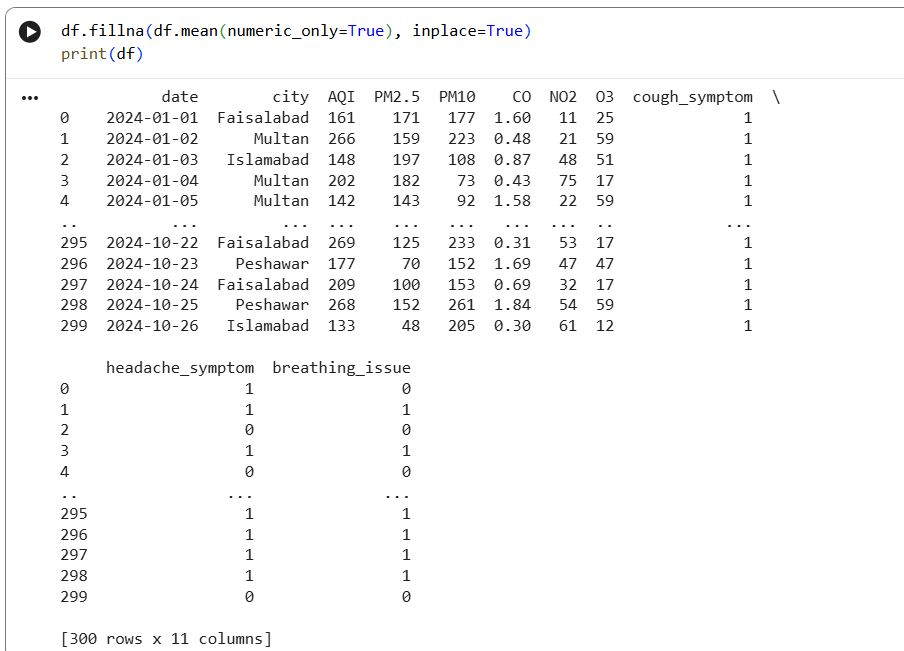 df.fillna(df.mean(numeric_only=True), inplace=True)
print(df)
... date city AQI PM2.5 PM10 CO NO2 O3 cough_symptom \
0 2024-01-01 Faisalabad 161 171 177 1.60 11 25 1
1 2024-01-02 Multan 266 159 223 0.48 21 59 1
2 2024-01-03 Islamabad 148 197 108 0.87 48 51 1
3 2024-01-04 Multan 202 182 73 0.43 75 17 1
4 2024-01-05 Multan 142 143 92 1.58 22 59 1
.. ... ... ... ... ... ... ... .. ...
295 2024-10-22 Faisalabad 269 125 233 0.31 53 17 1
296 2024-10-23 Peshawar 177 70 152 1.69 47 47 1
297 2024-10-24 Faisalabad 209 100 153 0.69 32 17 1
298 2024-10-25 Peshawar 268 152 261 1.84 54 59 1
299 2024-10-26 Islamabad 133 48 205 0.30 61 12 1
headache_symptom breathing_issue
0 1 0
1 1 1
2 0 0
3 1 1
4 0 0
.. ... ...
295 1 1
296 1 1
297 1 1
298 1 1
299 0 0
[300 rows x 11 columns]